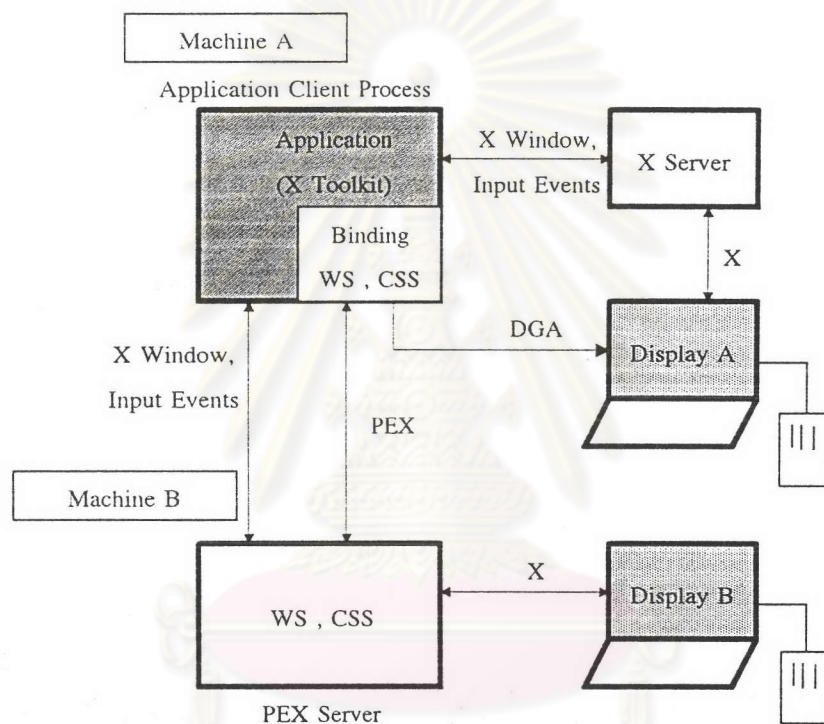 Machine A
Application Client Process
Application
(X Toolkit)
Binding
WS , CSS
X Window,
Input Events
X Server
X
DGA
Display A
X Window,
Input Events
PEX
Machine B
WS , CSS
PEX Server
X
Display B